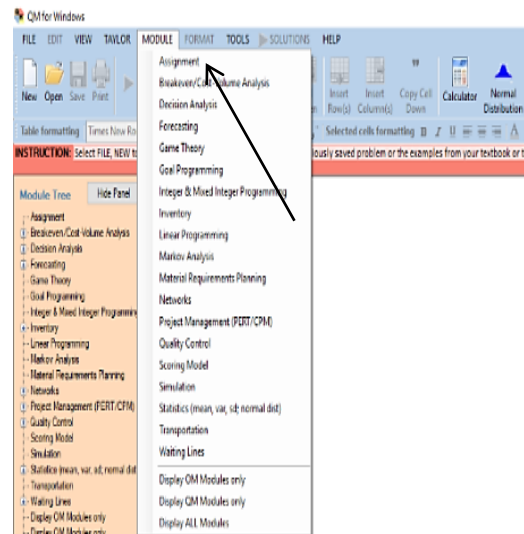 QM for Windows
FILE EDIT VIEW TAYLOR MODULE FORMAT TOOLS SOLUTIONS HELP
New Open Save Print
Insert Row(s) Insert Column(s) Copy Cell Down Calculator Normal Distribution
Table formatting Times New Ro Selected cells formatting B I U A
INSTRUCTION: Select FILE, NEW to
iously saved problem or the examples from your textbook or t
Module Tree Hide Panel
Assignment
Breakeven/Cost-Volume Analysis
Decision Analysis
Forecasting
Game Theory
Goal Programming
Integer & Mixed Integer Programming
Inventory
Linear Programming
Markov Analysis
Material Requirements Planning
Networks
Project Management (PERT/CPM)
Quality Control
Scoring Model
Simulation
Statistics (mean, var, sd; normal dist
Transportation
Waiting Lines
Display OM Modules only
Display QM Modules only
Assignment
Breakeven/Cost-Volume Analysis
Decision Analysis
Forecasting
Game Theory
Goal Programming
Integer & Mixed Integer Programming
Inventory
Linear Programming
Markov Analysis
Material Requirements Planning
Networks
Project Management (PERT/CPM)
Quality Control
Scoring Model
Simulation
Statistics (mean, var, sd; normal dist)
Transportation
Waiting Lines
Display OM Modules only
Display QM Modules only
Display ALL Modules